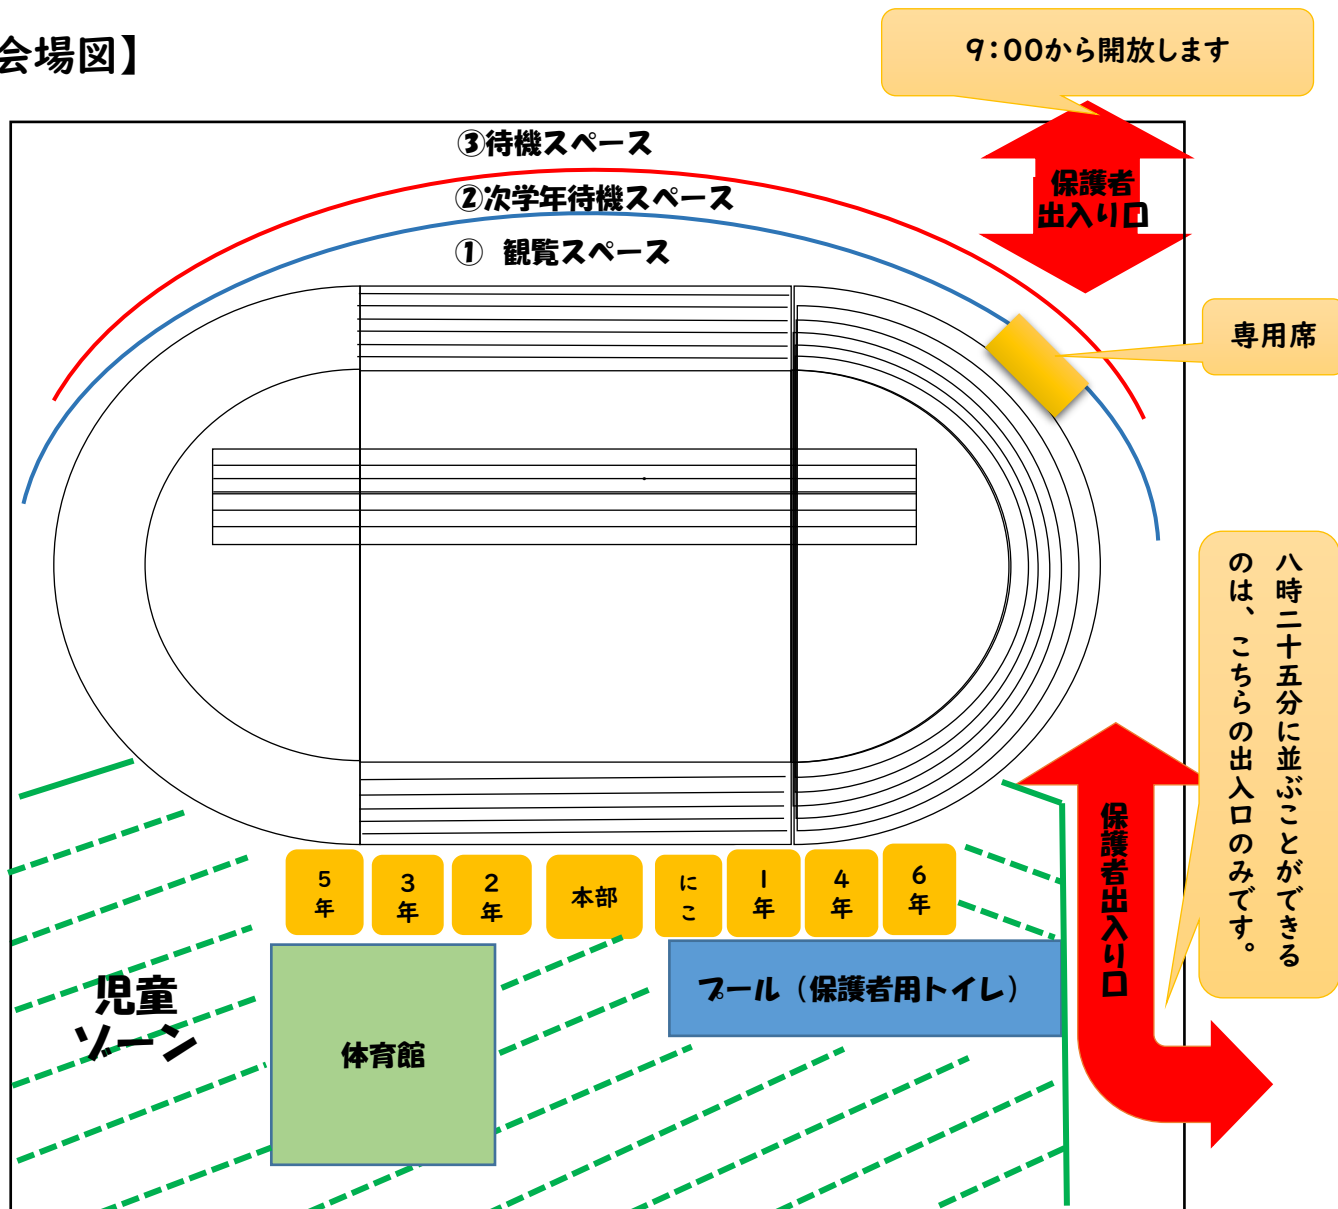 会場図】
9:00から開放します
③待機スペース
②次学年待機スペース
① 観覧スペース
保護者
出入り口
専用席
八時二十五分に並ぶことができる
のは、こちらの出入口のみです。
保護者出入り口
5
年
3
年
2
年
本部
に
こ
1
年
4
年
6
年
児童
ゾーン
体育館
プール（保護者用トイレ）